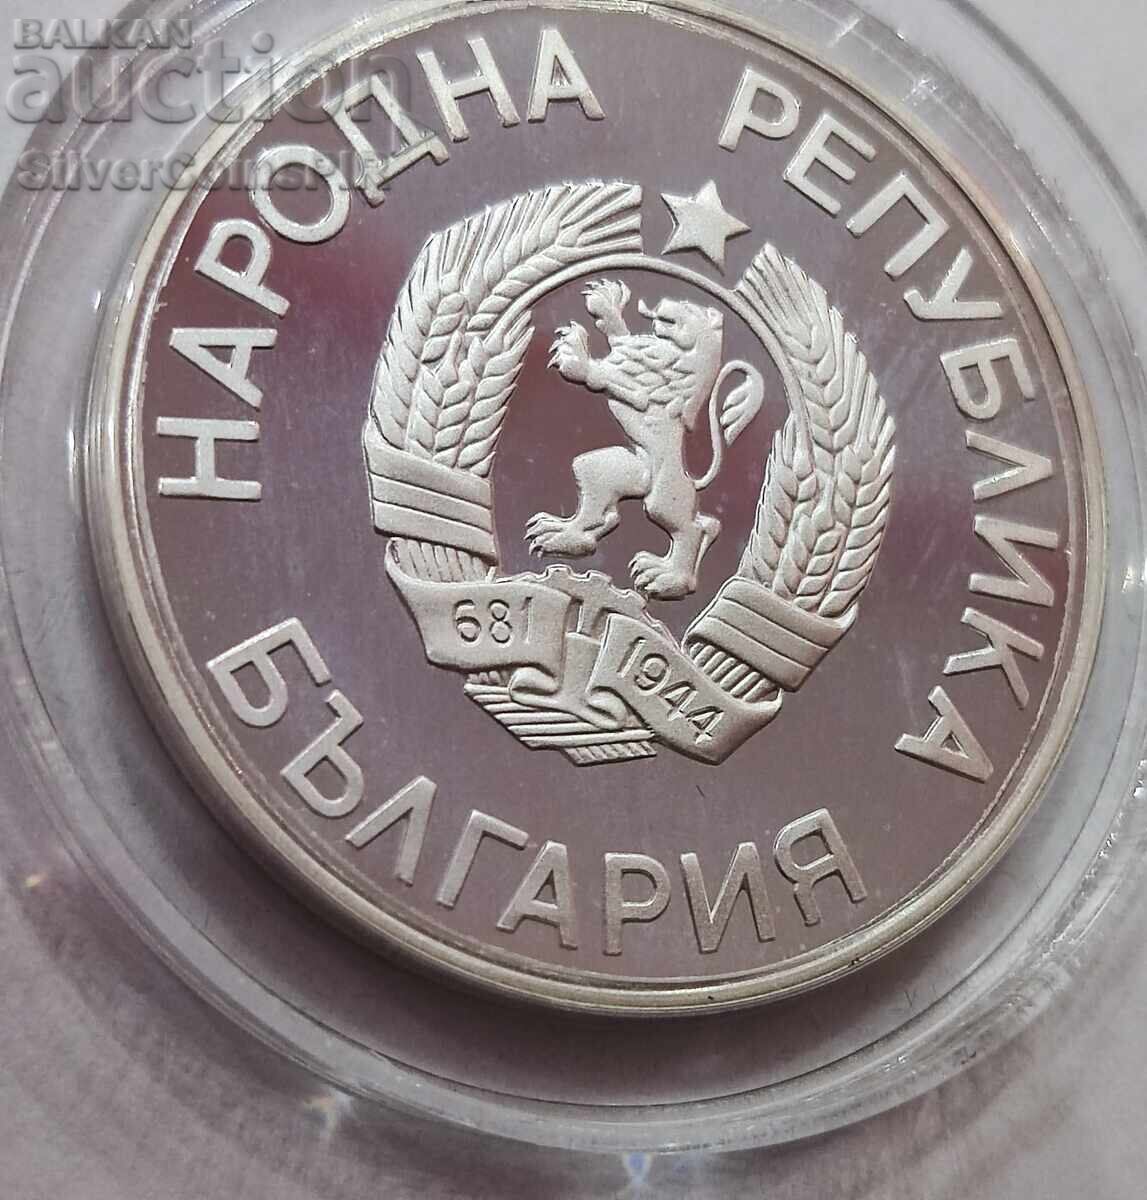 BALKAN
auction
НАРОДНА РЕПУБЛИКА
БЪЛГАРИЯ
681
1944